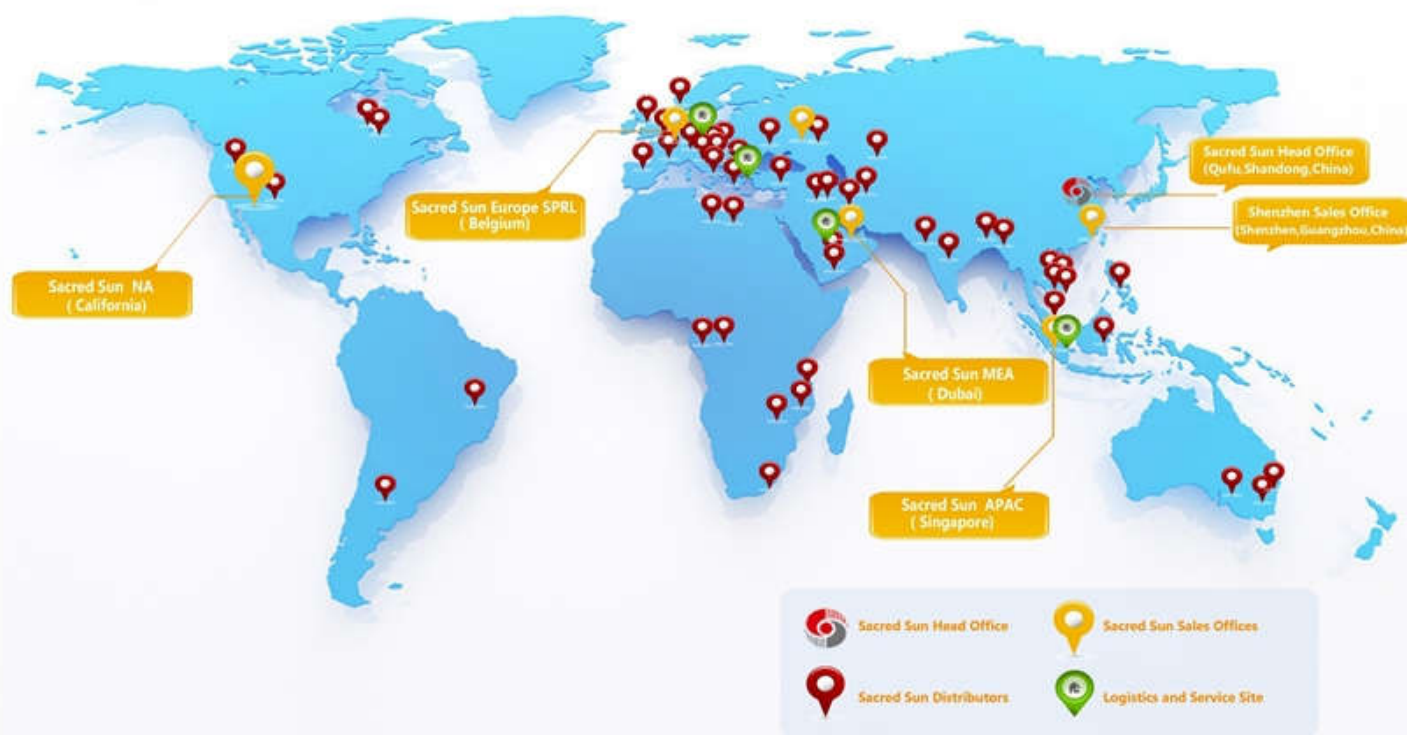 Sacred Sun Head Office
(Qufu,Shandong,China)
Sacred Sun Europe SPRL
( Belgium)
Shenzhen Sales Office
(Shenzhen,Guangzhou,China)
Sacred Sun NA
( California)
Sacred Sun MEA
( Dubai)
Sacred Sun APAC
( Singapore)
Sacred Sun Head Office
Sacred Sun Sales Offices
Sacred Sun Distributors
Logistics and Service Site